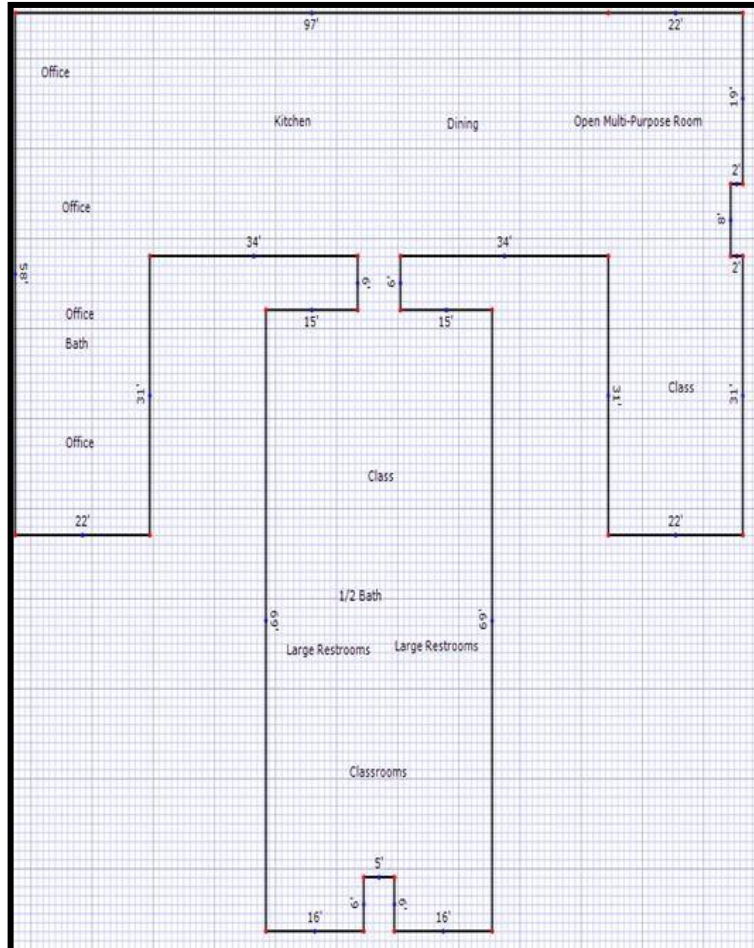 97' 22'
Office
19'
Kitchen Dining Open Multi-Purpose Room
2'
Office
8'
34' 34'
2'
58'
6' 6'
Office
15' 15'
Bath
31' 31' Class 31'
Office
Class
22' 22'
1/2 Bath
69' 69'
Large Restrooms Large Restrooms
Classrooms
5'
6' 6'
16' 16'